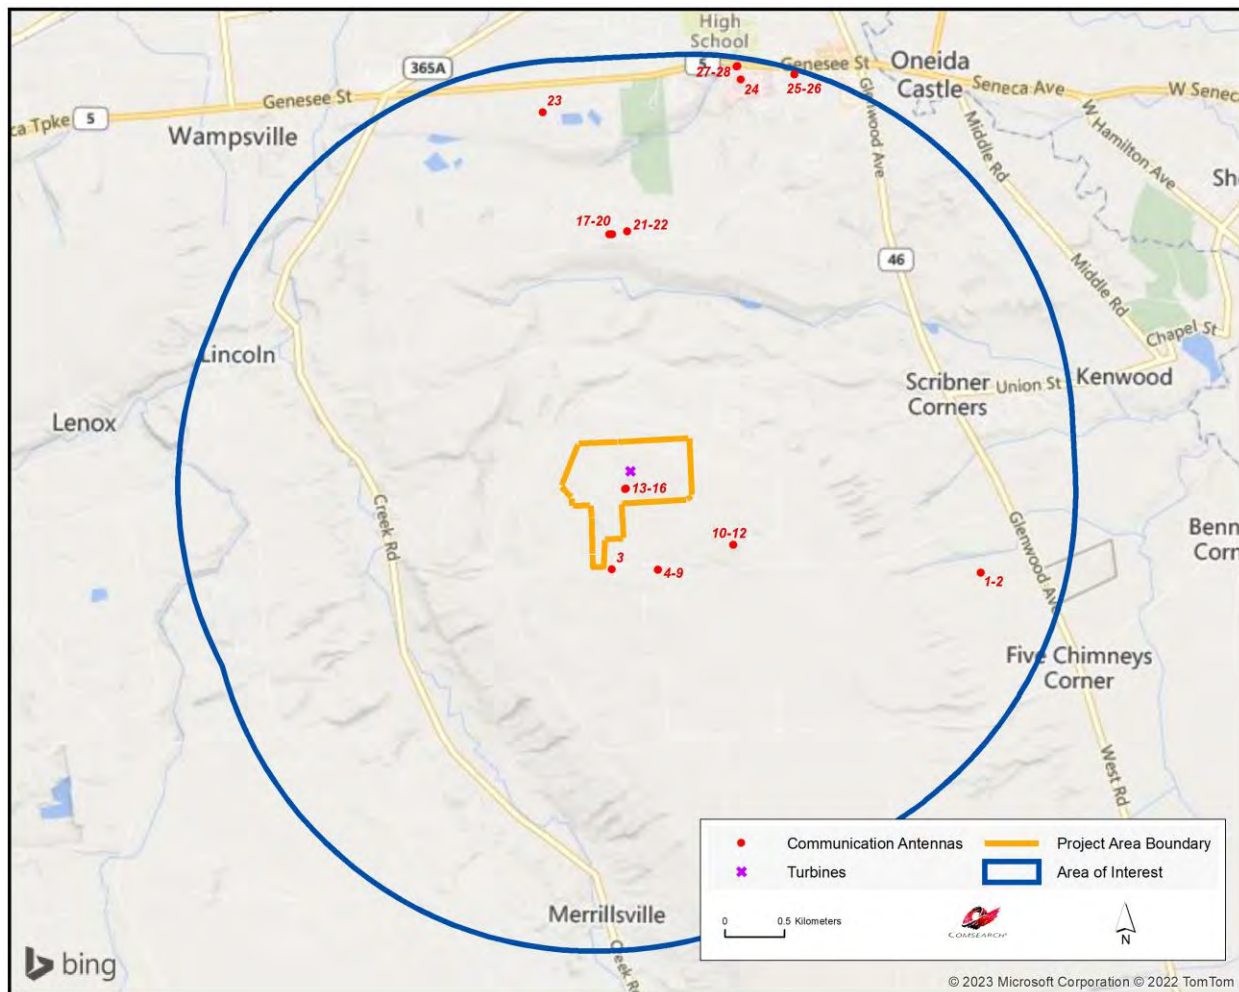 High
School
365A
5
Genesee St
Oneida
Castle
27-28
24
25-26
Seneca Ave
W Seneca
Genesee St
23
ca Tpke
5
Wampsville
Glenwood Ave
Middle Rd
W Hamilton Ave
Sh
17-20
21-22
46
Middle Rd
Chapel St
Lincoln
Scribner
Corners
Union St
Kenwood
Lenox
13-16
Creek Rd
10-12
Glenwood Ave
Benn
Corn
3
4-9
1-2
Five Chimneys
Corner
West Rd
Merrillsville
Creek Rd
Communication Antennas
Project Area Boundary
Turbines
Area of Interest
0
0.5 Kilometers
COMSEARCH
N
bing
© 2023 Microsoft Corporation © 2022 TomTom